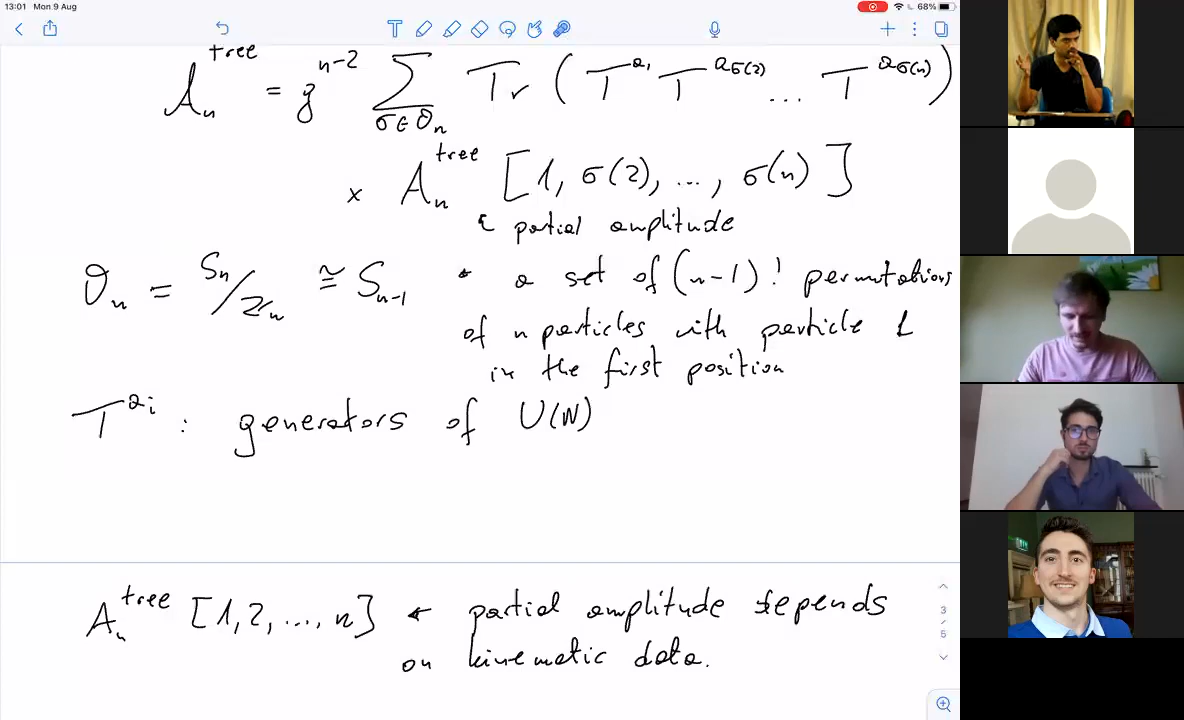 13:01 Mon 9 Aug
68%
A_n^tree = g^{n-2} Σ_{σ∈O_n} Tr ( T^{a_1} T^{a_σ(2)} ... T^{a_σ(n)} )
× A_n^tree [1, σ(2), ..., σ(n)]
↖ partial amplitude
O_n = S_n/Z_n ≅ S_{n-1} ← a set of (n-1)! permutations
of n particles with particle 1
in the first position
T^{a_i} : generators of U(N)
A_n^tree [1,2,...,n] ← partial amplitude depends
on kinematic data.
3
/
5